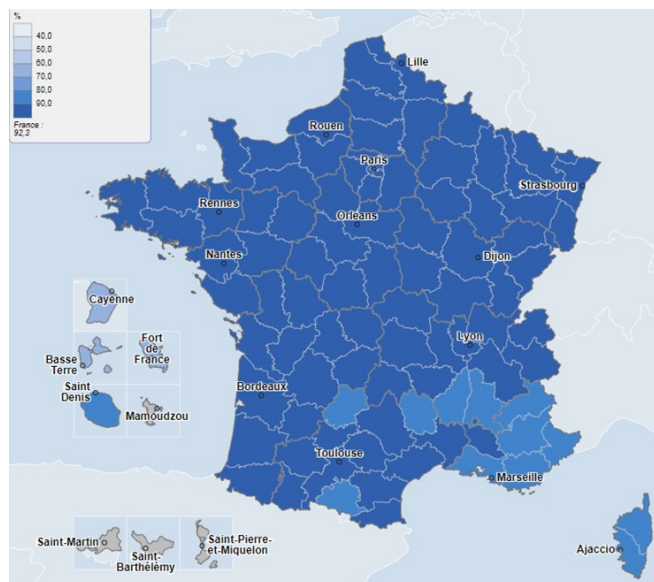 %
40,0
50,0
60,0
70,0
80,0
90,0
France :
92,3
Lille
Rouen
Paris
Strasbourg
Rennes
Orléans
Nantes
Dijon
Cayenne
Lyon
Basse
Terre
Fort
de
France
Saint
Denis
Mamoudzou
Bordeaux
Toulouse
Marseille
Saint-Martin
Saint-
Barthélémy
Saint-Pierre-
et-Miquelon
Ajaccio